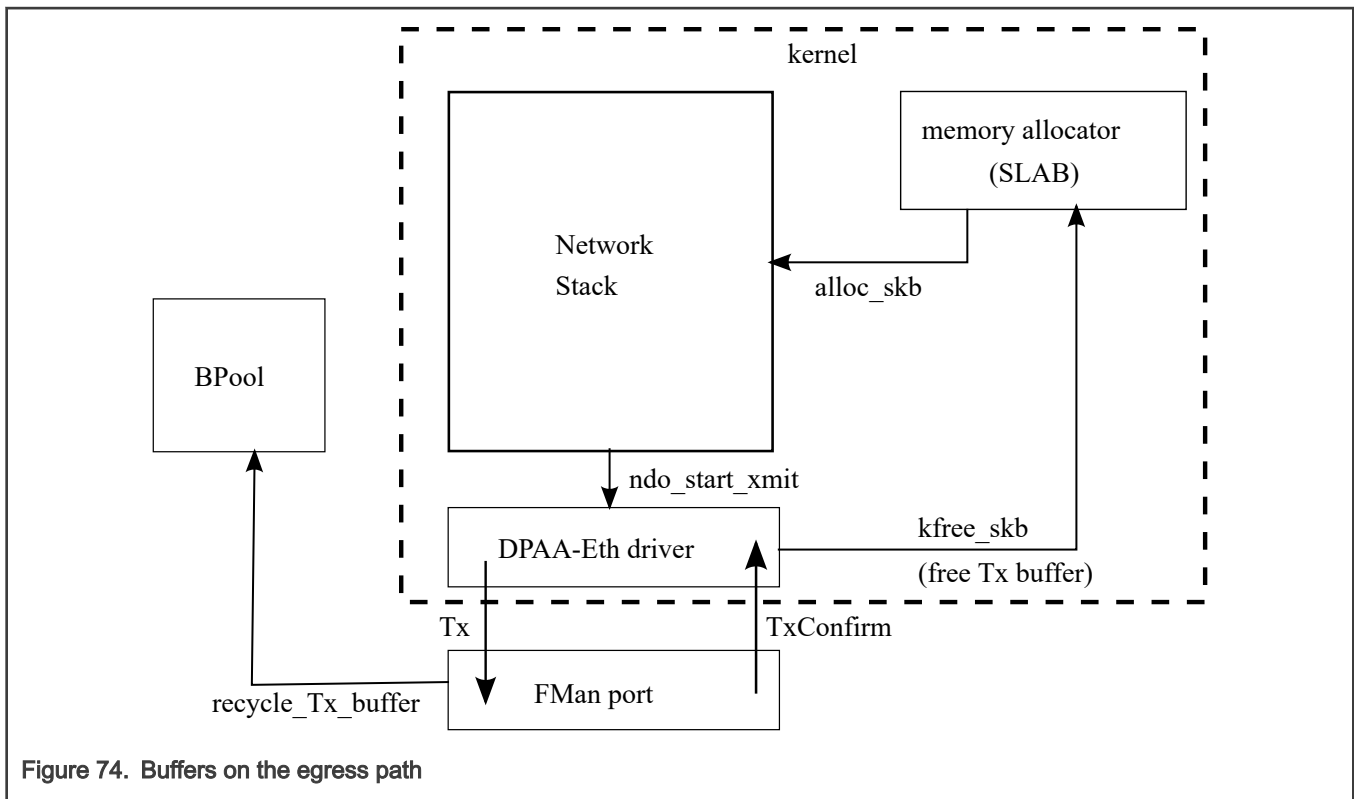 kernel
memory allocator
(SLAB)
Network
Stack
alloc_skb
BPool
ndo_start_xmit
DPAA-Eth driver
kfree_skb
(free Tx buffer)
Tx
TxConfirm
FMan port
recycle_Tx_buffer
Figure 74. Buffers on the egress path